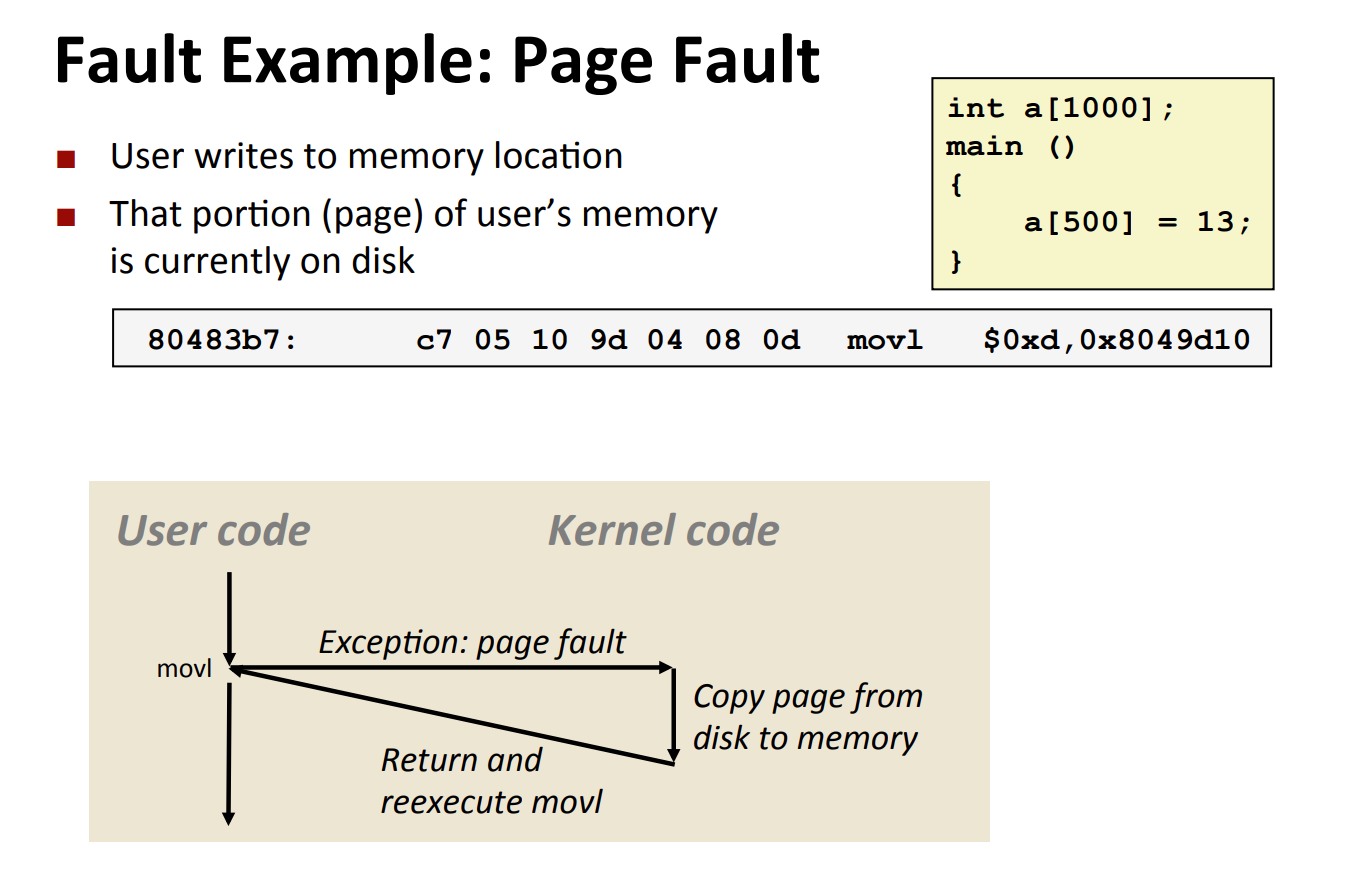 Fault Example: Page Fault
int a[1000];
main ()
{
    a[500] = 13;
}
■ User writes to memory location
■ That portion (page) of user’s memory
is currently on disk
80483b7:      c7 05 10 9d 04 08 0d  movl   $0xd,0x8049d10
User code
Kernel code
Exception: page fault
movl
Copy page from
disk to memory
Return and
reexecute movl